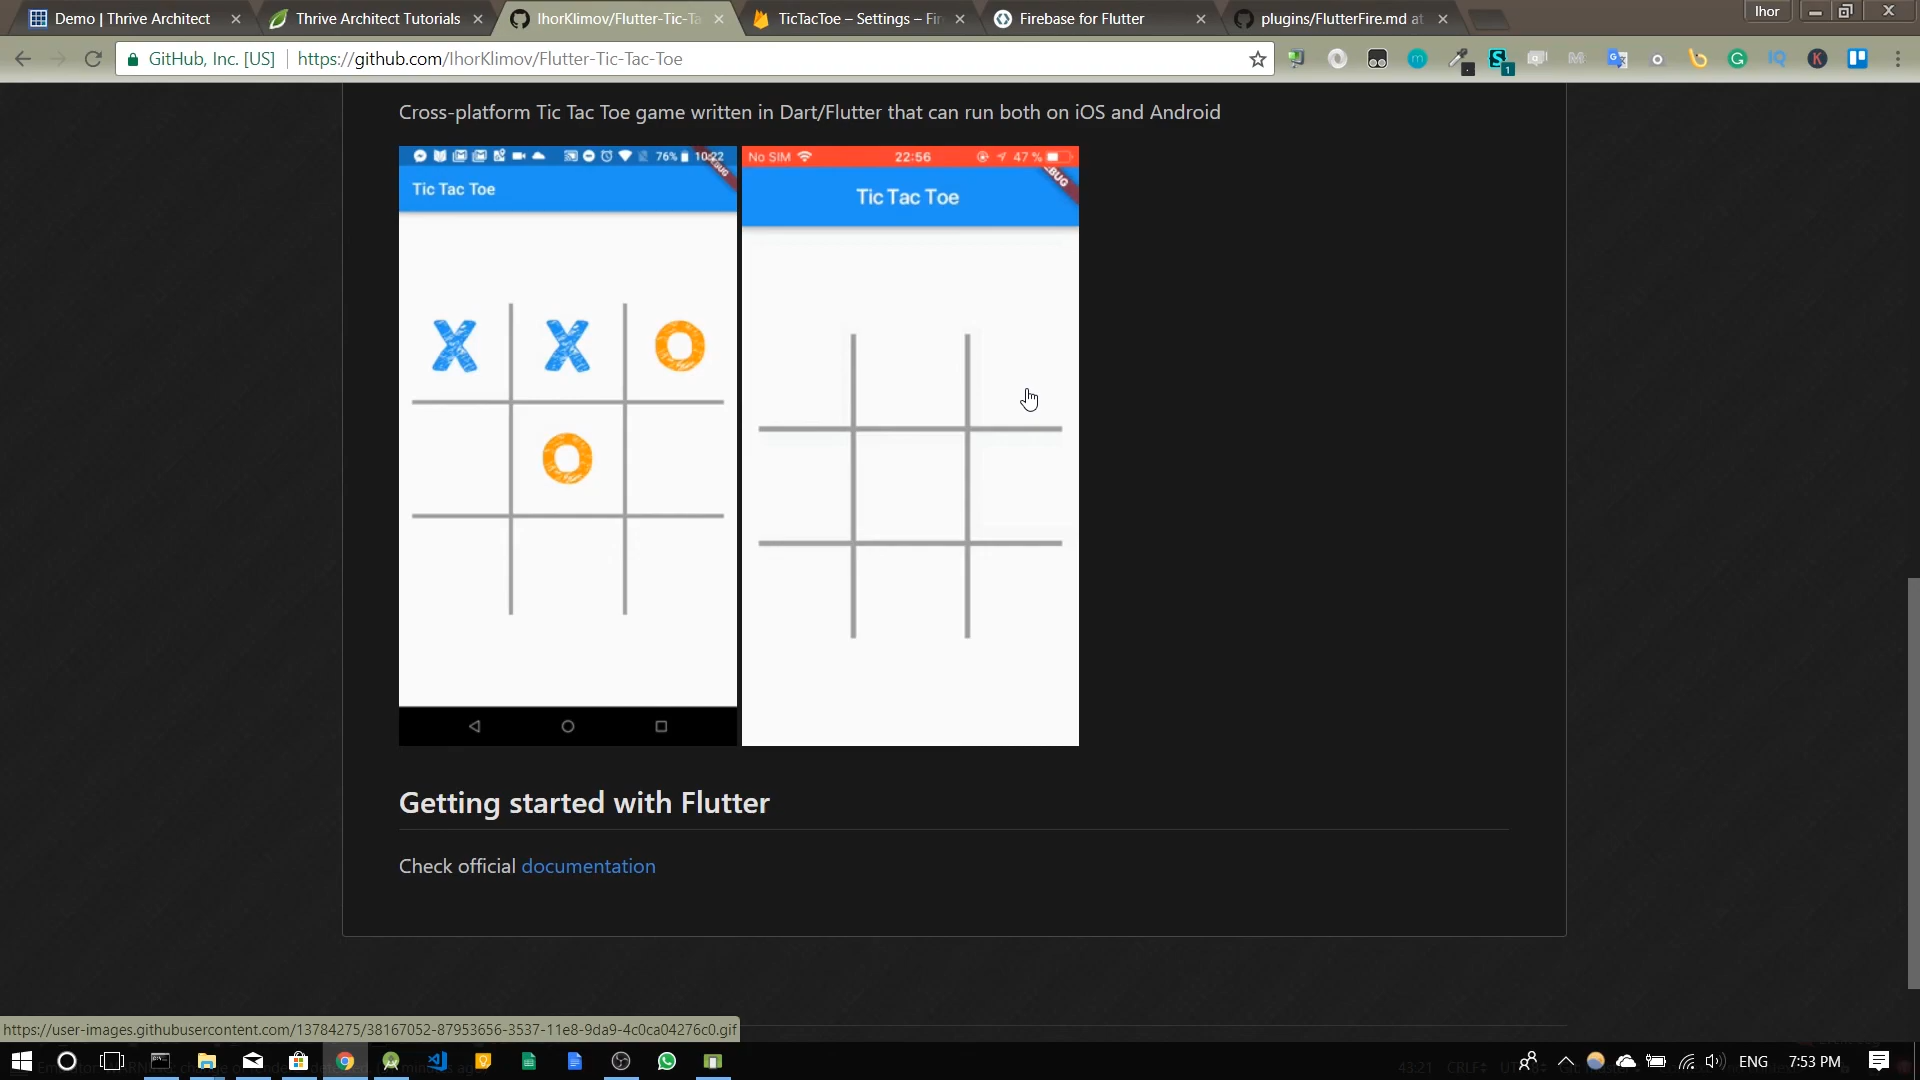 Demo | Thrive Architect
Thrive Architect Tutorials
IhorKlimov/Flutter-Tic-Ta
TicTacToe – Settings – Fir
Firebase for Flutter
plugins/FlutterFire.md at
Ihor
GitHub, Inc. [US]
https://github.com/IhorKlimov/Flutter-Tic-Tac-Toe
Cross-platform Tic Tac Toe game written in Dart/Flutter that can run both on iOS and Android
76% 10:22
Tic Tac Toe
No SIM 22:56 47 %
Tic Tac Toe
X X O
O
Getting started with Flutter
Check official documentation
https://user-images.githubusercontent.com/13784275/38167052-87953656-3537-11e8-9da9-4c0ca04276c0.gif
ENG 7:53 PM